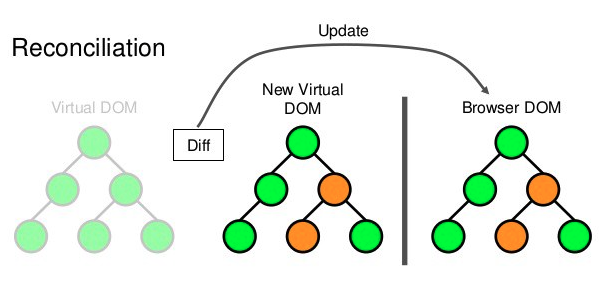 Reconciliation
Update
Virtual DOM
Diff
New Virtual
DOM
Browser DOM